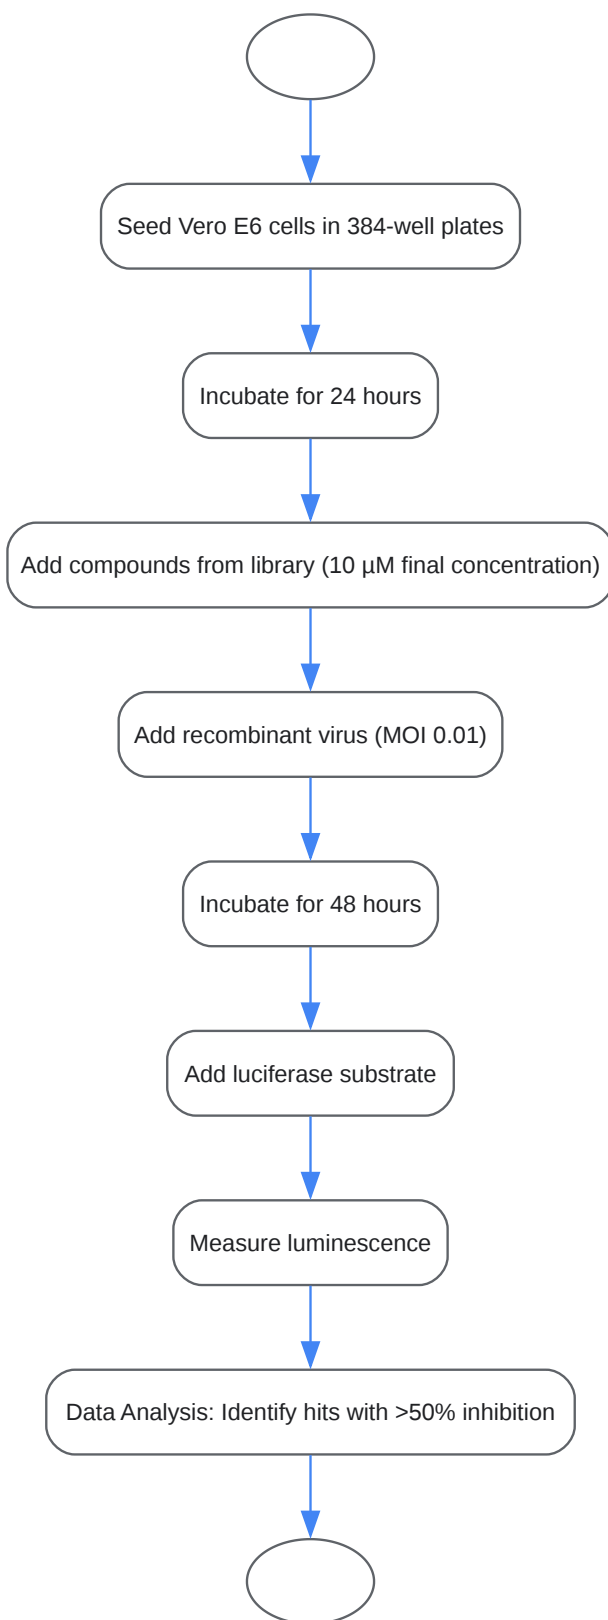 Seed Vero E6 cells in 384-well plates
Incubate for 24 hours
Add compounds from library (10 µM final concentration)
Add recombinant virus (MOI 0.01)
Incubate for 48 hours
Add luciferase substrate
Measure luminescence
Data Analysis: Identify hits with >50% inhibition